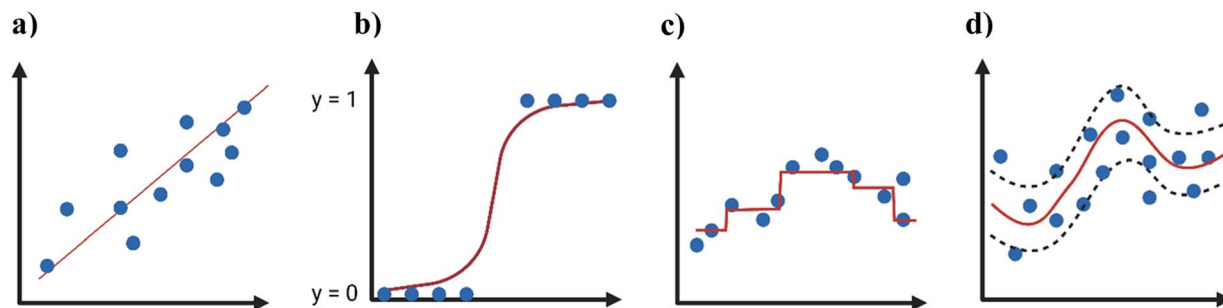 a)
b)
c)
d)
y = 1
y = 0